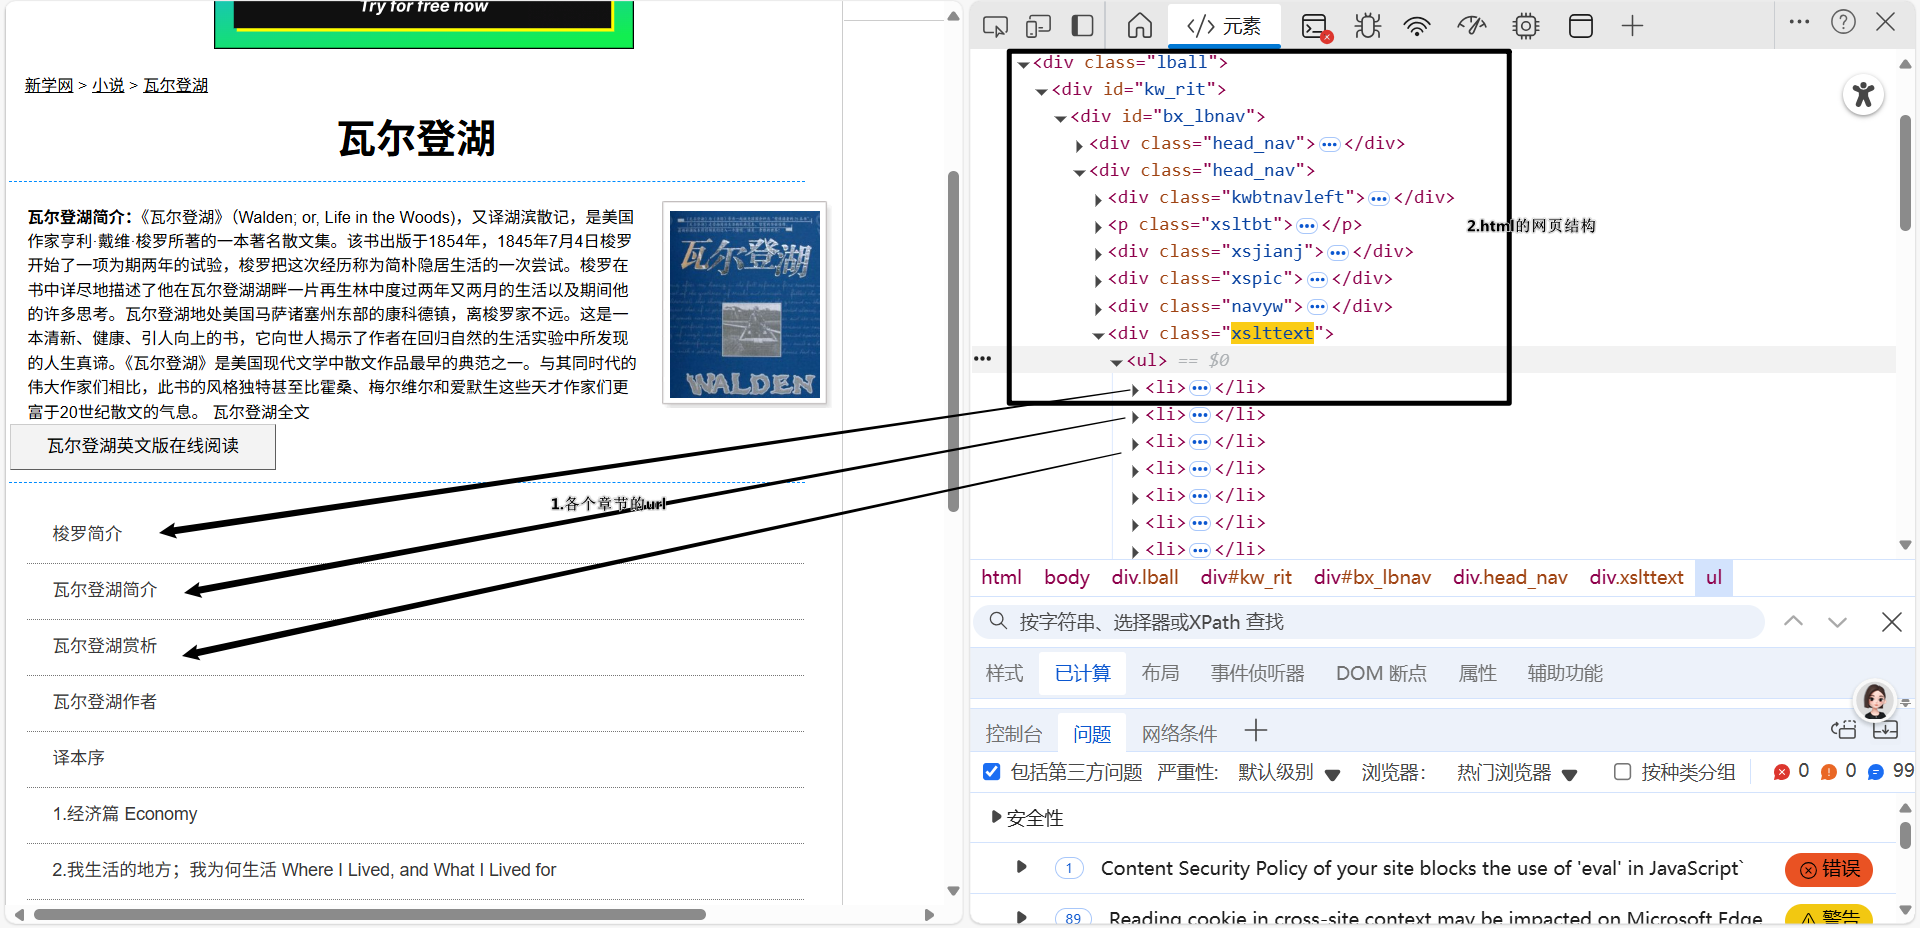 Try for free now
新学网 > 小说 > 瓦尔登湖
瓦尔登湖
瓦尔登湖简介:《瓦尔登湖》（Walden; or, Life in the Woods)，又译湖滨散记，是美国
作家亨利·戴维·梭罗所著的一本著名散文集。该书出版于1854年，1845年7月4日梭罗
开始了一项为期两年的试验，梭罗把这次经历称为简朴隐居生活的一次尝试。梭罗在
书中详尽地描述了他在瓦尔登湖湖畔一片再生林中度过两年又两月的生活以及期间他
的许多思考。瓦尔登湖地处美国马萨诸塞州东部的康科德镇，离梭罗家不远。这是一
本清新、健康、引人向上的书，它向世人揭示了作者在回归自然的生活实验中所发现
的人生真谛。《瓦尔登湖》是美国现代文学中散文作品最早的典范之一。与其同时代的
伟大作家们相比，此书的风格独特甚至比霍桑、梅尔维尔和爱默生这些天才作家们更
富于20世纪散文的气息。 瓦尔登湖全文
瓦尔登湖
WALDEN
瓦尔登湖英文版在线阅读
1.各个章节的url
梭罗简介
瓦尔登湖简介
瓦尔登湖赏析
瓦尔登湖作者
译本序
1.经济篇 Economy
2.我生活的地方；我为何生活 Where I Lived, and What I Lived for
</> 元素
<div class="lball">
<div id="kw_rit">
<div id="bx_lbnav">
<div class="head_nav">…</div>
<div class="head_nav">
<div class="kwbtnavleft">…</div>
<p class="xsltbt">…</p>
<div class="xsjianj">…</div>
<div class="xspic">…</div>
<div class="navyw">…</div>
<div class="xslttext">
<ul> == $0
<li>…</li>
<li>…</li>
<li>…</li>
<li>…</li>
<li>…</li>
<li>…</li>
<li>…</li>
2.html的网页结构
html body div.lball div#kw_rit div#bx_lbnav div.head_nav div.xslttext ul
按字符串、选择器或XPath 查找
样式 已计算 布局 事件侦听器 DOM 断点 属性 辅助功能
控制台 问题 网络条件
包括第三方问题 严重性: 默认级别 浏览器: 热门浏览器 按种类分组 0 0 99
安全性
1 Content Security Policy of your site blocks the use of 'eval' in JavaScript` 错误
89 Reading cookie in cross-site context may be impacted on Microsoft Edge 警告